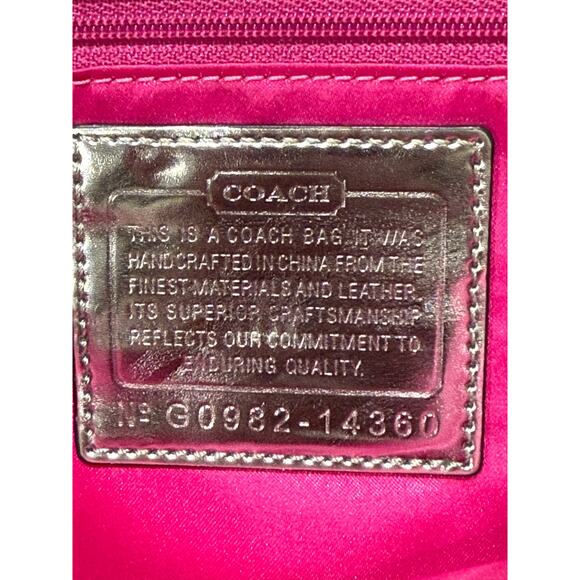 COACH
THIS IS A COACH BAG. IT WAS
HANDCRAFTED IN CHINA FROM THE
FINEST MATERIALS AND LEATHER.
ITS SUPERIOR CRAFTSMANSHIP
REFLECTS OUR COMMITMENT TO
ENDURING QUALITY.
Nº G0982-14360